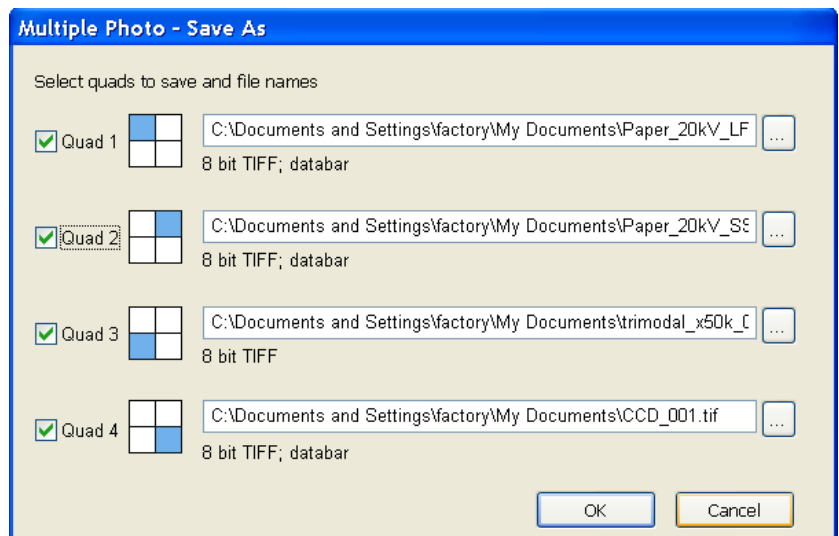 Multiple Photo - Save As
Select quads to save and file names
Quad 1
C:\Documents and Settings\factory\My Documents\Paper_20kV_LF
...
8 bit TIFF; databar
Quad 2
C:\Documents and Settings\factory\My Documents\Paper_20kV_SS
...
8 bit TIFF; databar
Quad 3
C:\Documents and Settings\factory\My Documents\trimodal_x50k_
...
8 bit TIFF
Quad 4
C:\Documents and Settings\factory\My Documents\CCD_001.tif
...
8 bit TIFF; databar
OK
Cancel